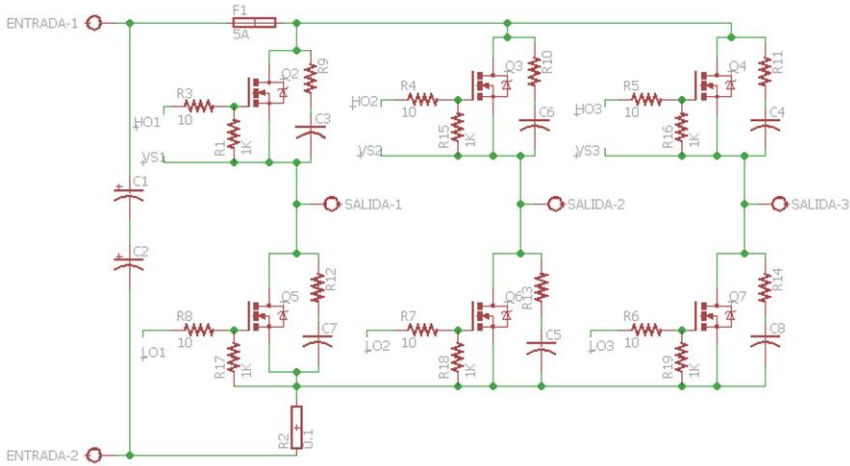 ENTRADA-1
F1
5A
R9
Q2
R3
10
HO1
R1
1K
C3
VS1
R10
Q3
R4
10
HO2
R15
1K
C6
VS2
R11
Q4
R5
10
HO3
R16
1K
C4
VS3
C1
SALIDA-1
SALIDA-2
SALIDA-3
C2
R12
Q5
R8
10
LO1
R17
1K
C7
R13
Q6
R7
10
LO2
R18
1K
C5
R14
Q7
R6
10
LO3
R19
1K
C8
R2
0.1
ENTRADA-2